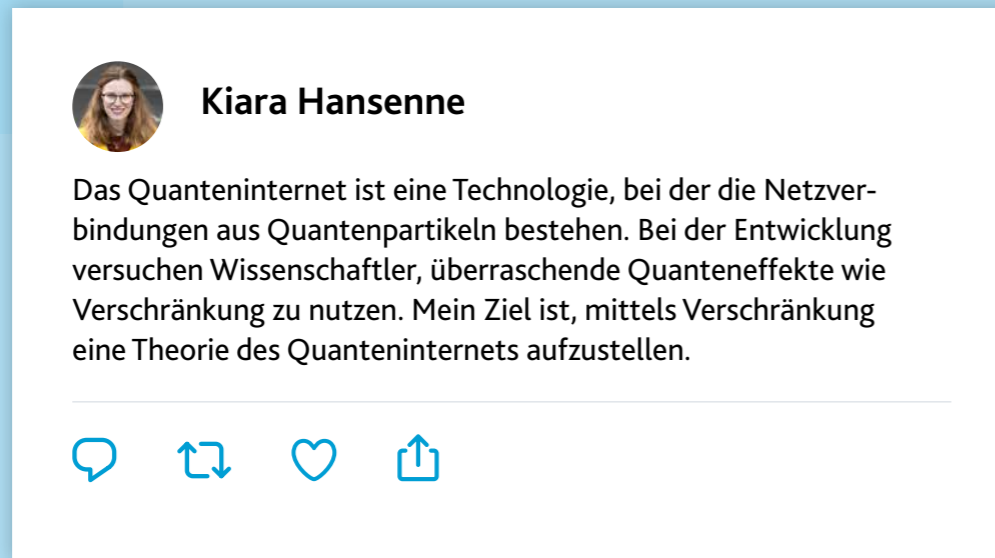 Kiara Hansenne
Das Quanteninternet ist eine Technologie, bei der die Netzver-
bindungen aus Quantenpartikeln bestehen. Bei der Entwicklung
versuchen Wissenschaftler, überraschende Quanteneffekte wie
Verschränkung zu nutzen. Mein Ziel ist, mittels Verschränkung
eine Theorie des Quanteninternets aufzustellen.